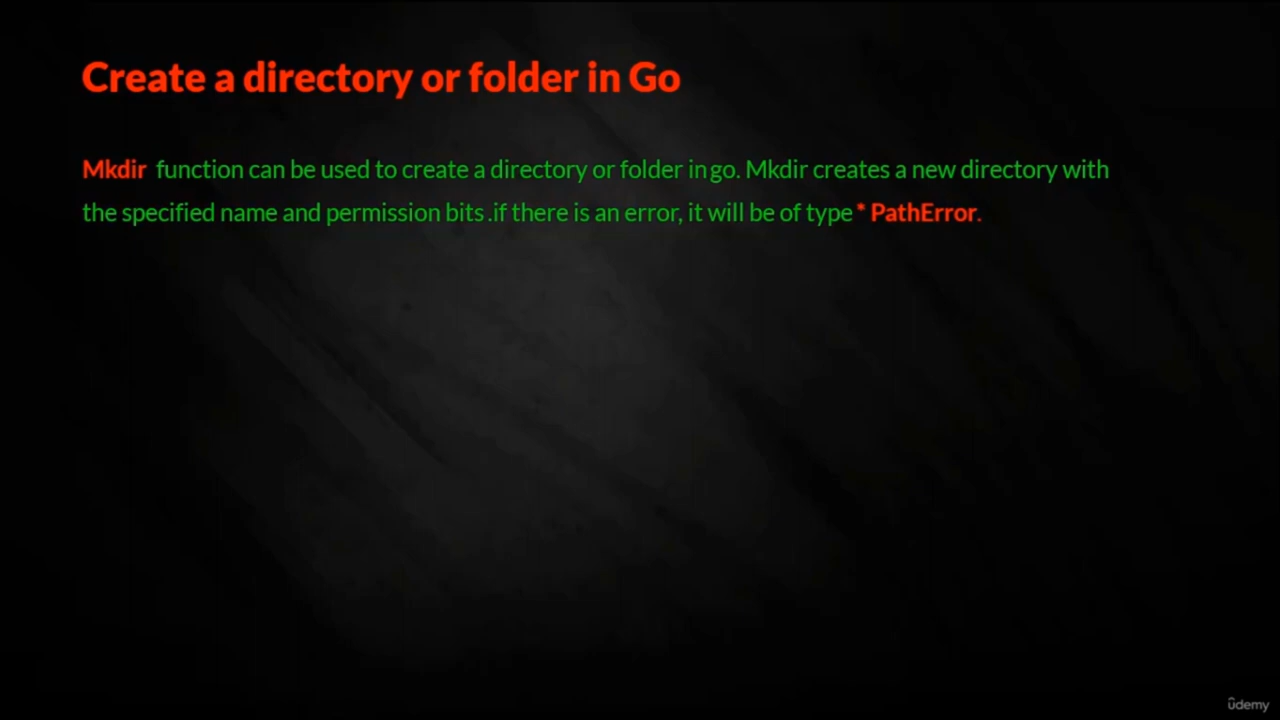 Create a directory or folder in Go
Mkdir function can be used to create a directory or folder in go. Mkdir creates a new directory with
the specified name and permission bits .if there is an error, it will be of type * PathError.
ûdemy